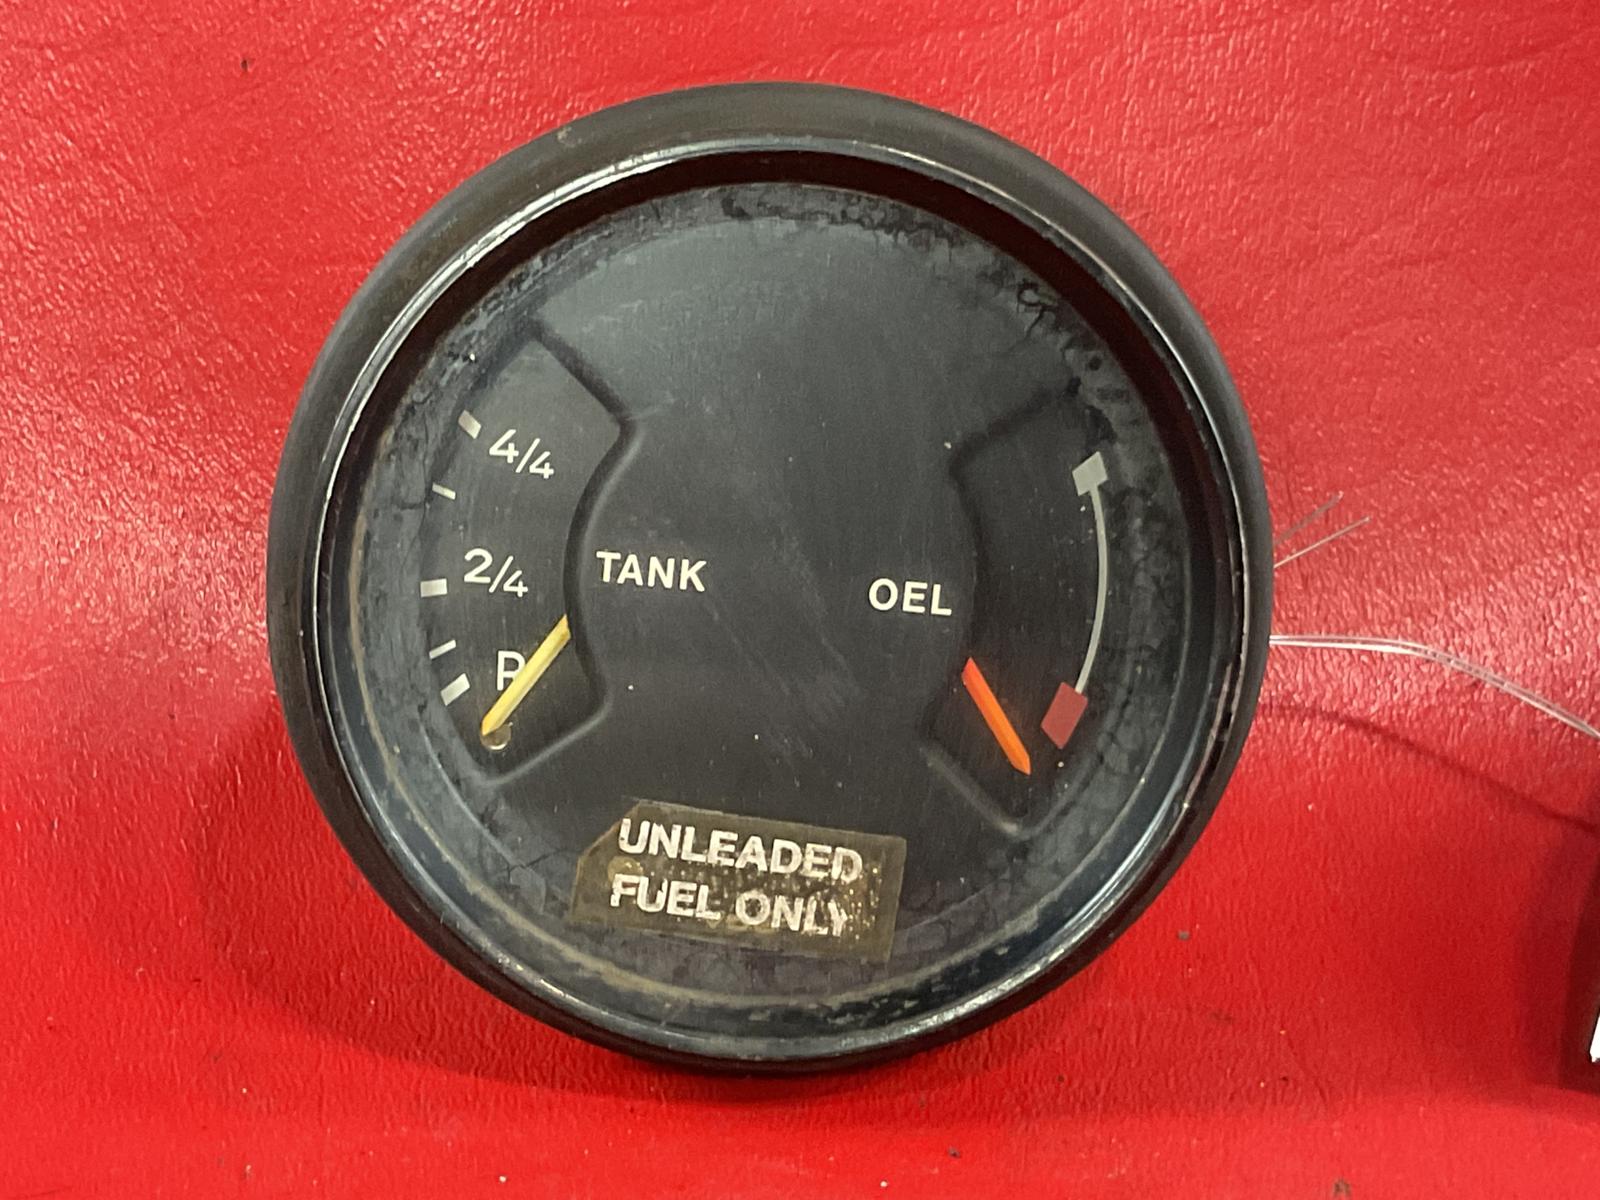 4/4
2/4
TANK
OEL
R
UNLEADED
FUEL ONLY